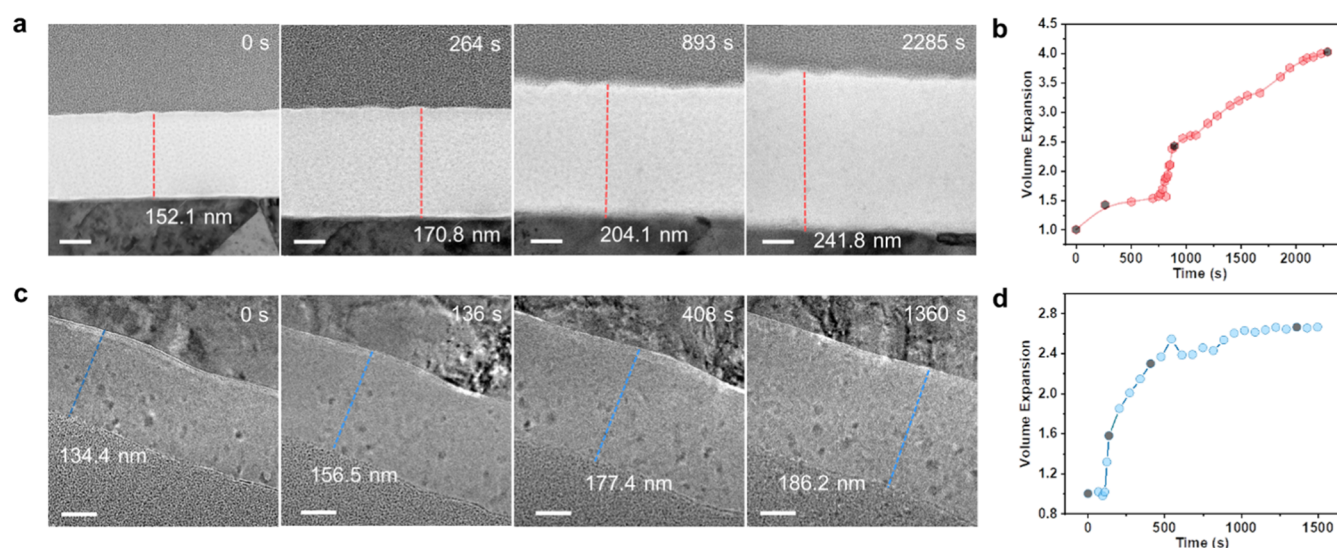 a
0 s
264 s
893 s
2285 s
152.1 nm
170.8 nm
204.1 nm
241.8 nm
b
4.5
4.0
3.5
3.0
2.5
2.0
1.5
1.0
Volume Expansion
0
500
1000
1500
2000
Time (s)
c
0 s
136 s
408 s
1360 s
134.4 nm
156.5 nm
177.4 nm
186.2 nm
d
2.8
2.4
2.0
1.6
1.2
0.8
Volume Expansion
0
500
1000
1500
Time (s)